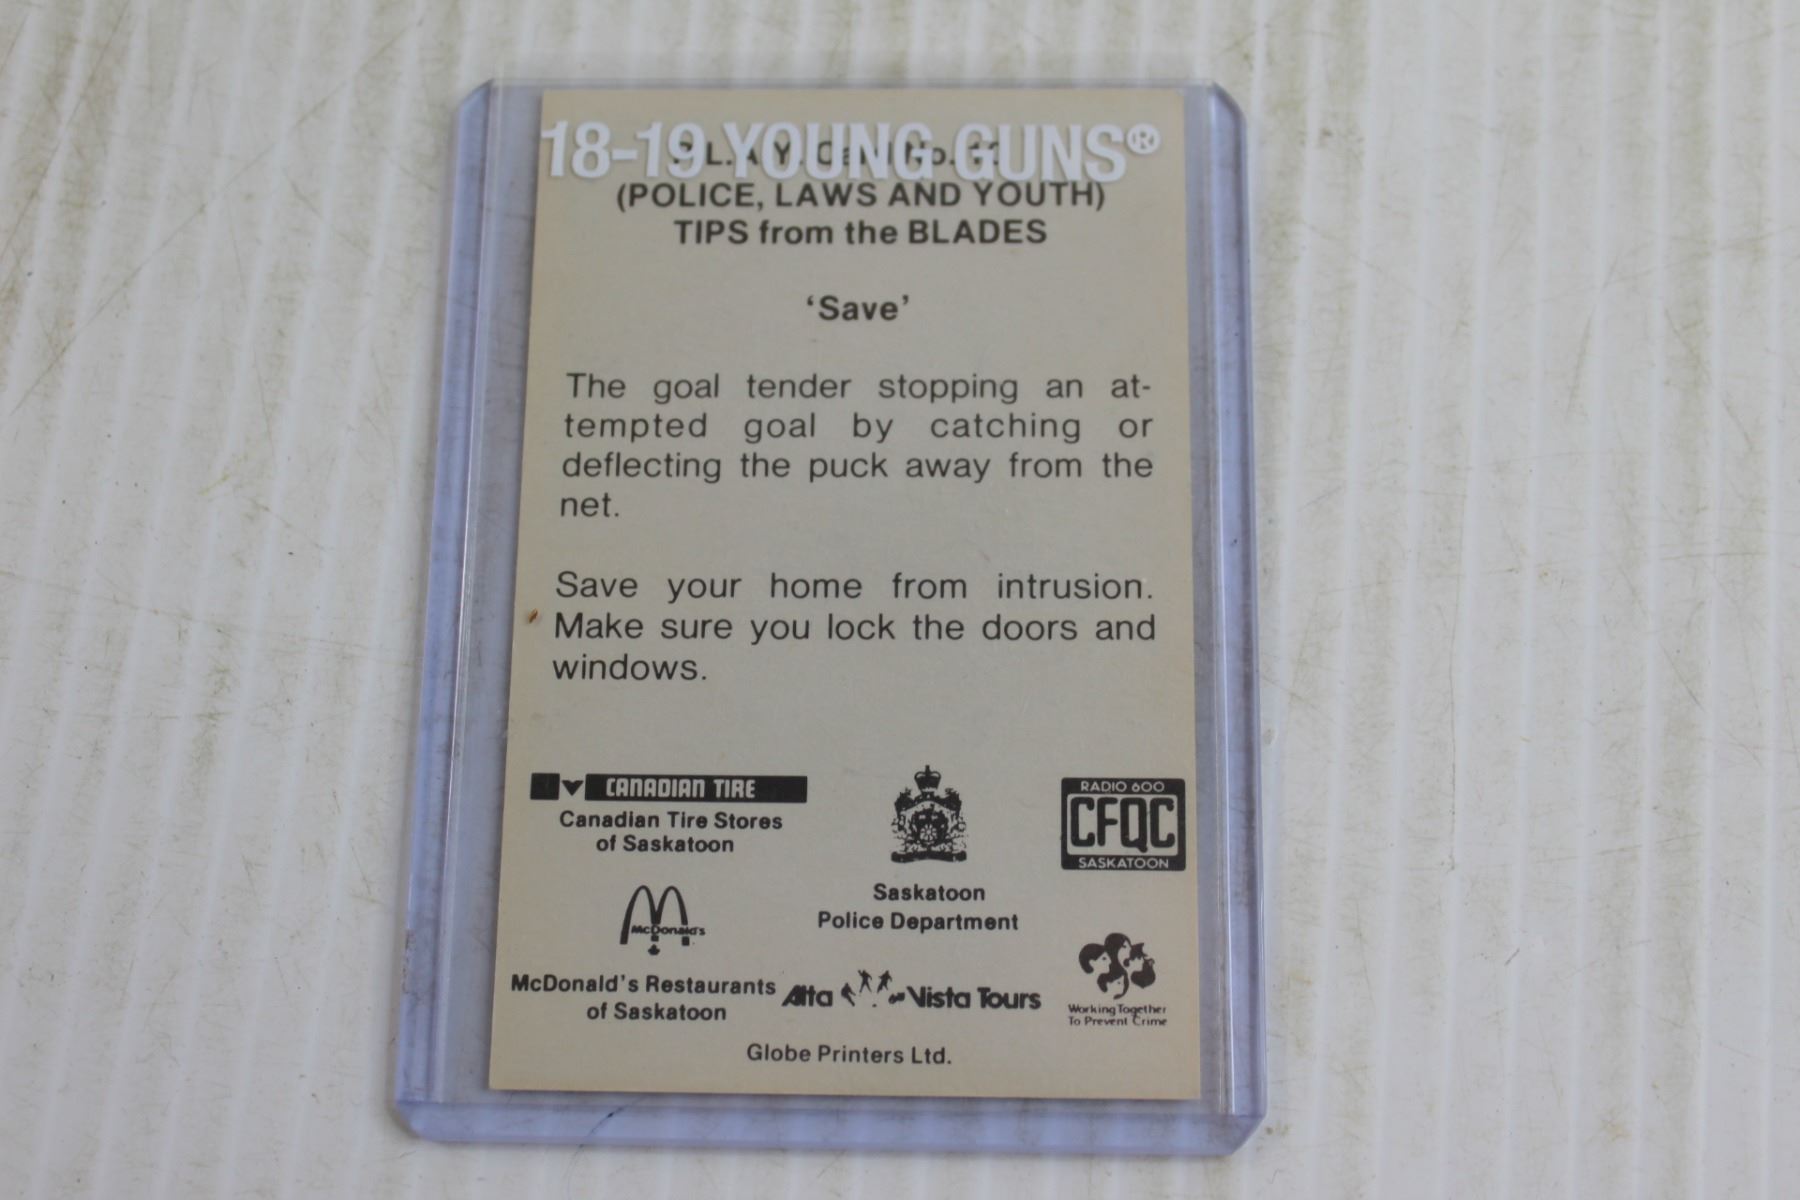 18-19 YOUNG GUNS®
P.L.A.Y. Card No.
(POLICE, LAWS AND YOUTH)
TIPS from the BLADES
‘Save’
The goal tender stopping an at-
tempted goal by catching or
deflecting the puck away from the
net.
Save your home from intrusion.
Make sure you lock the doors and
windows.
CANADIAN TIRE
Canadian Tire Stores
of Saskatoon
RADIO 600
CFQC
SASKATOON
Saskatoon
Police Department
McDonald's
McDonald's Restaurants
of Saskatoon
Alta Vista Tours
Working Together
To Prevent Crime
Globe Printers Ltd.